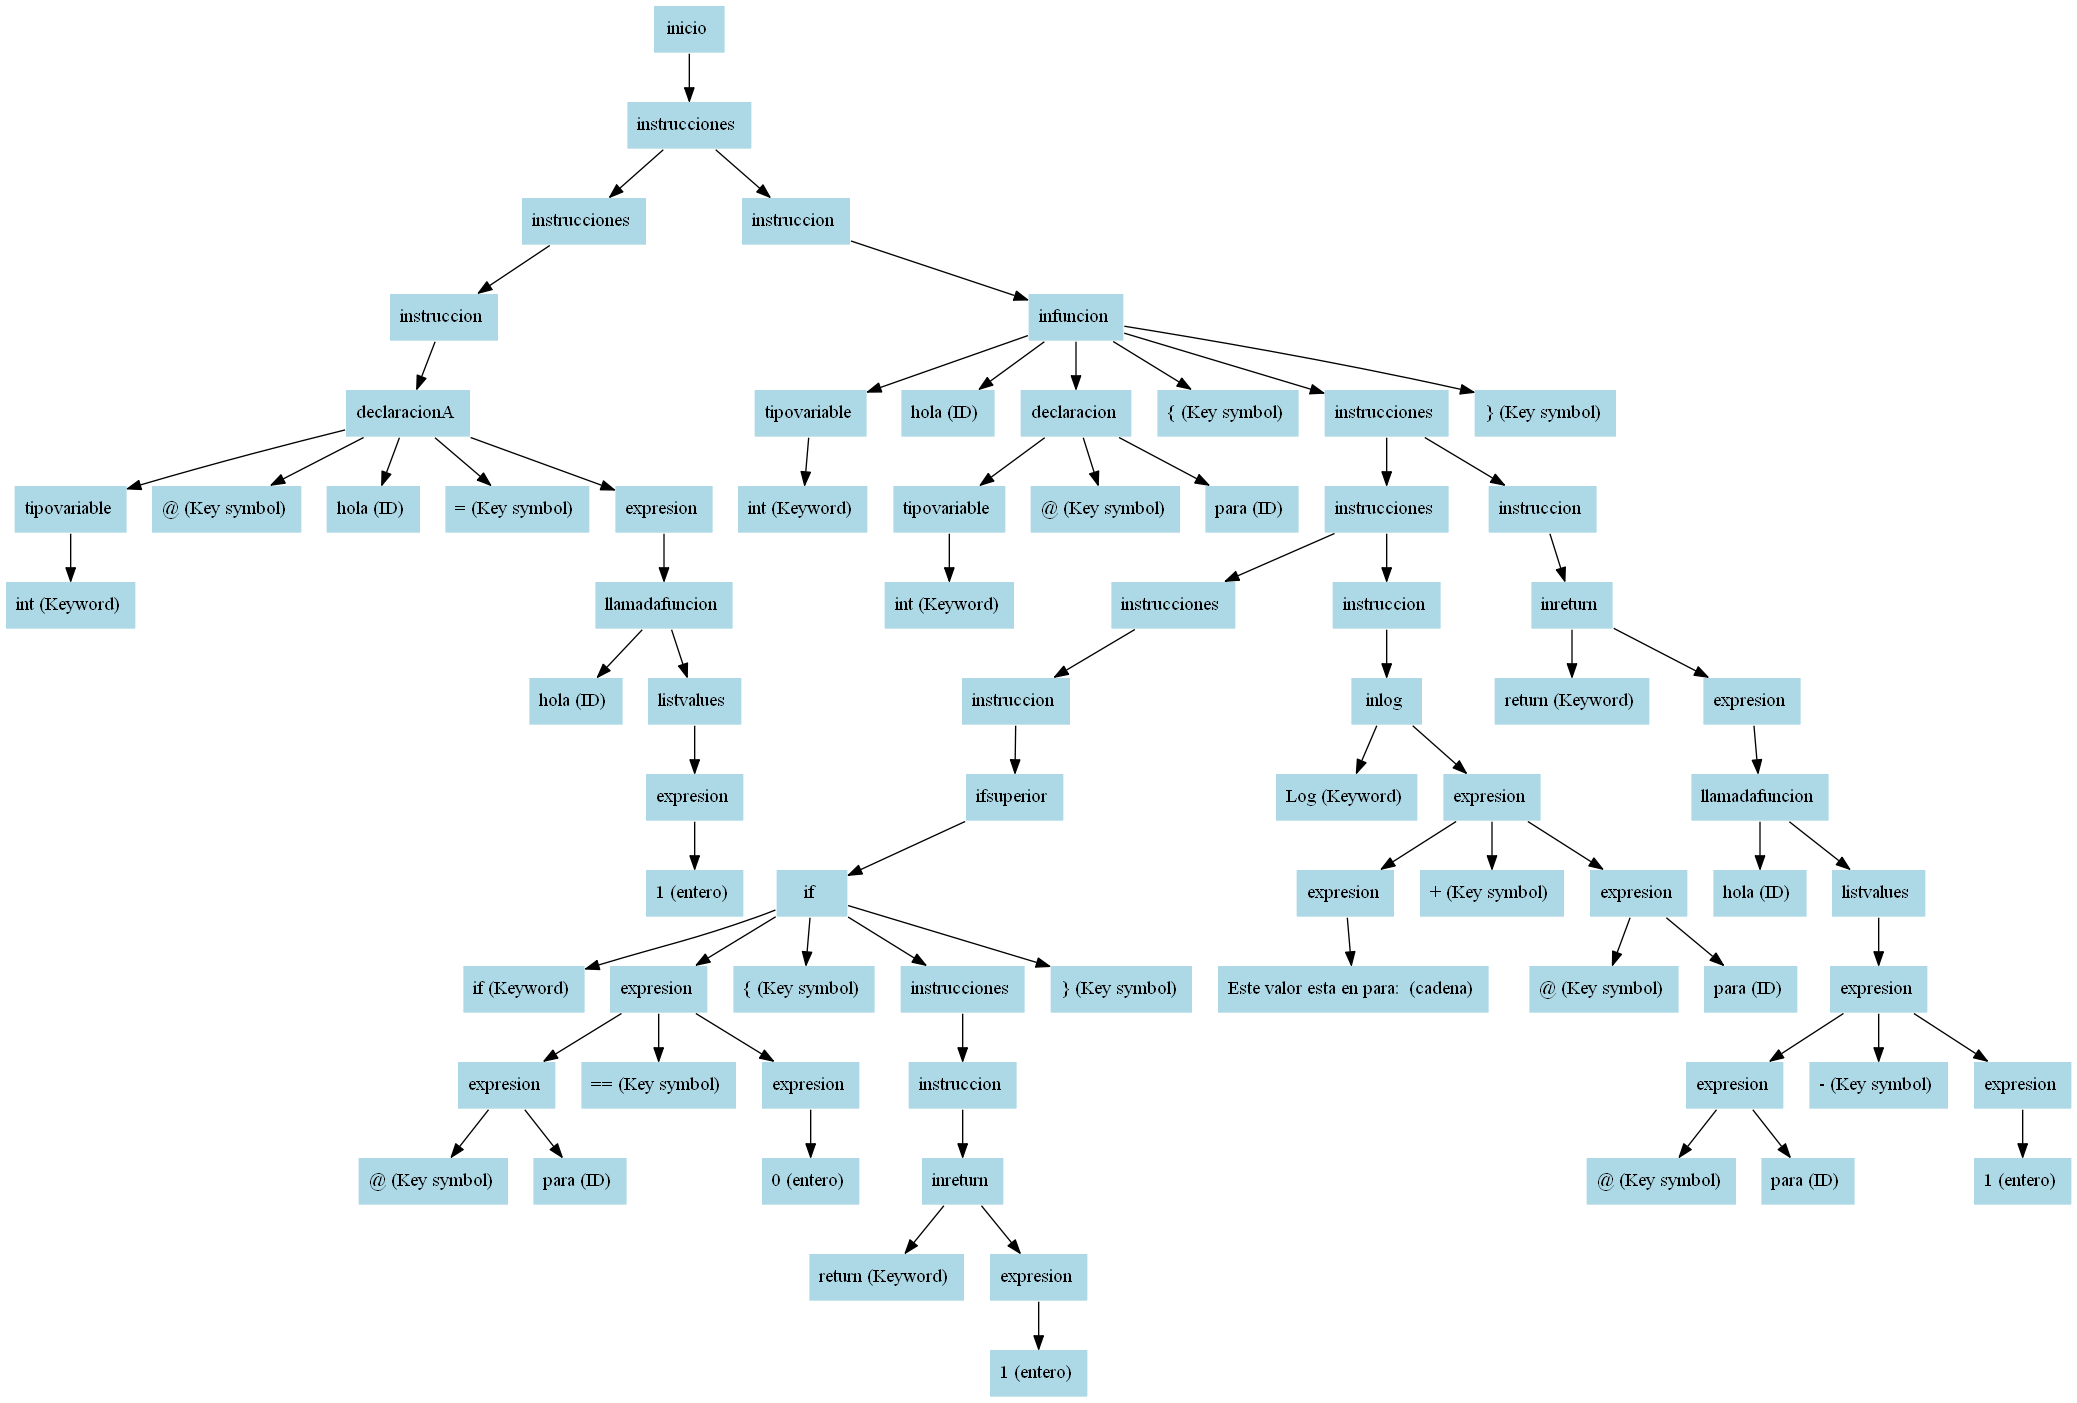 inicio
instrucciones
instrucciones
instruccion
instruccion
infuncion
declaracionA
tipovariable
hola (ID)
declaracion
{ (Key symbol)
instrucciones
} (Key symbol)
tipovariable
@ (Key symbol)
hola (ID)
= (Key symbol)
expresion
int (Keyword)
tipovariable
@ (Key symbol)
para (ID)
instrucciones
instruccion
int (Keyword)
llamadafuncion
int (Keyword)
instrucciones
instruccion
inreturn
hola (ID)
listvalues
instruccion
inlog
return (Keyword)
expresion
expresion
ifsuperior
Log (Keyword)
expresion
llamadafuncion
1 (entero)
if
expresion
+ (Key symbol)
expresion
hola (ID)
listvalues
if (Keyword)
expresion
{ (Key symbol)
instrucciones
} (Key symbol)
Este valor esta en para:  (cadena)
@ (Key symbol)
para (ID)
expresion
expresion
== (Key symbol)
expresion
instruccion
expresion
- (Key symbol)
expresion
@ (Key symbol)
para (ID)
0 (entero)
inreturn
@ (Key symbol)
para (ID)
1 (entero)
return (Keyword)
expresion
1 (entero)